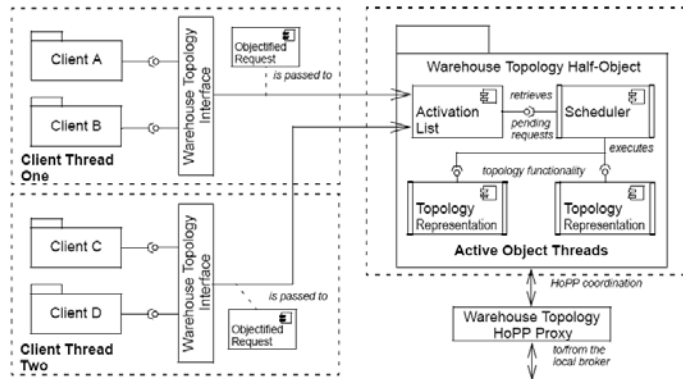 Client A
Client B
Client Thread
One
Warehouse Topology
Interface
Objectified
Request
is passed to
Client C
Client D
Client Thread
Two
Warehouse Topology
Interface
is passed to
Objectified
Request
Warehouse Topology Half-Object
Activation
List
retrieves
pending
requests
Scheduler
executes
topology functionality
Topology
Representation
Topology
Representation
Active Object Threads
HoPP coordination
Warehouse Topology
HoPP Proxy
to/from the
local broker